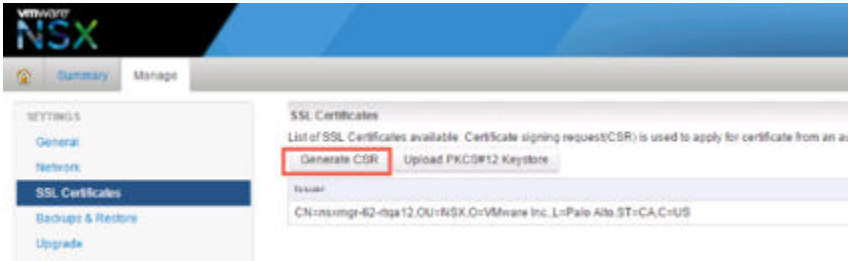 vmware
NSX
Summary
Manage
SETTINGS
General
Network
SSL Certificates
Backups & Restore
Upgrade
SSL Certificates
List of SSL Certificates available. Certificate signing request(CSR) is used to apply for certificate from an au
Generate CSR
Upload PKCS#12 Keystore
Issuer
CN=nsxmgr-62-rtqa12,OU=NSX,O=VMware Inc.,L=Palo Alto,ST=CA,C=US